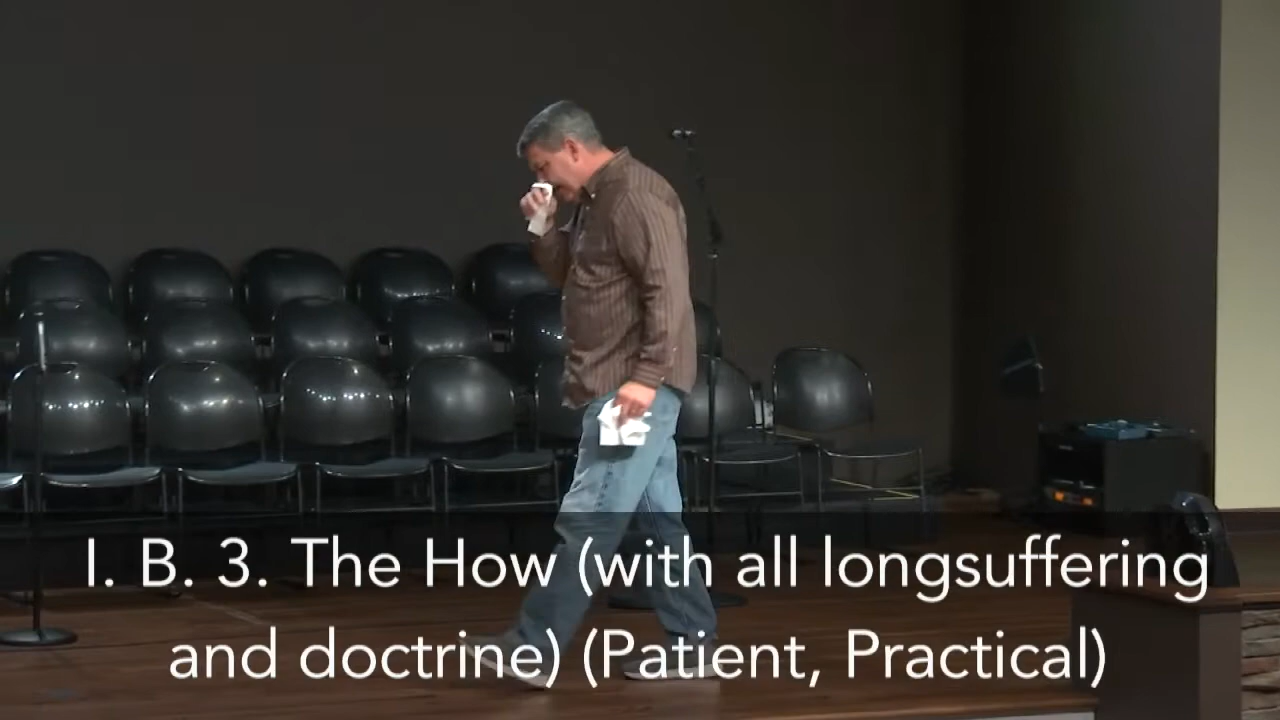 I. B. 3. The How (with all longsuffering
and doctrine) (Patient, Practical)